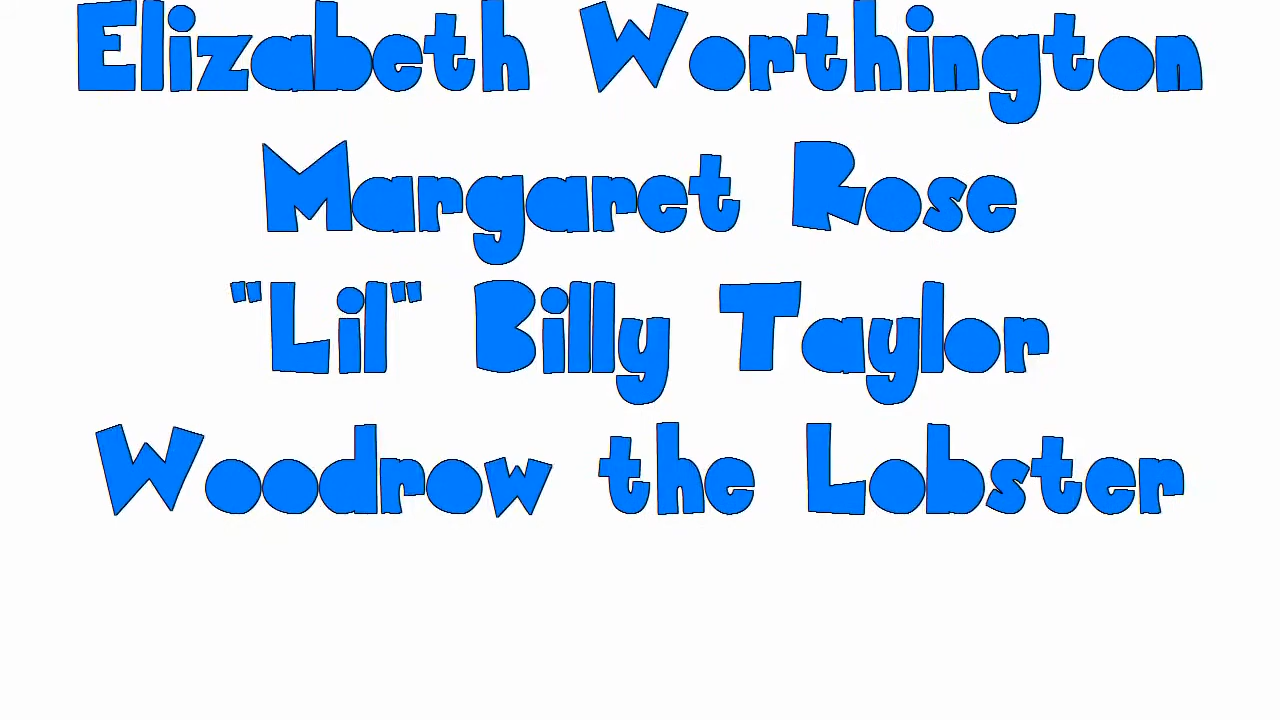 Elizabeth Worthington
Margaret Rose
"Lil" Billy Taylor
Woodrow the Lobster